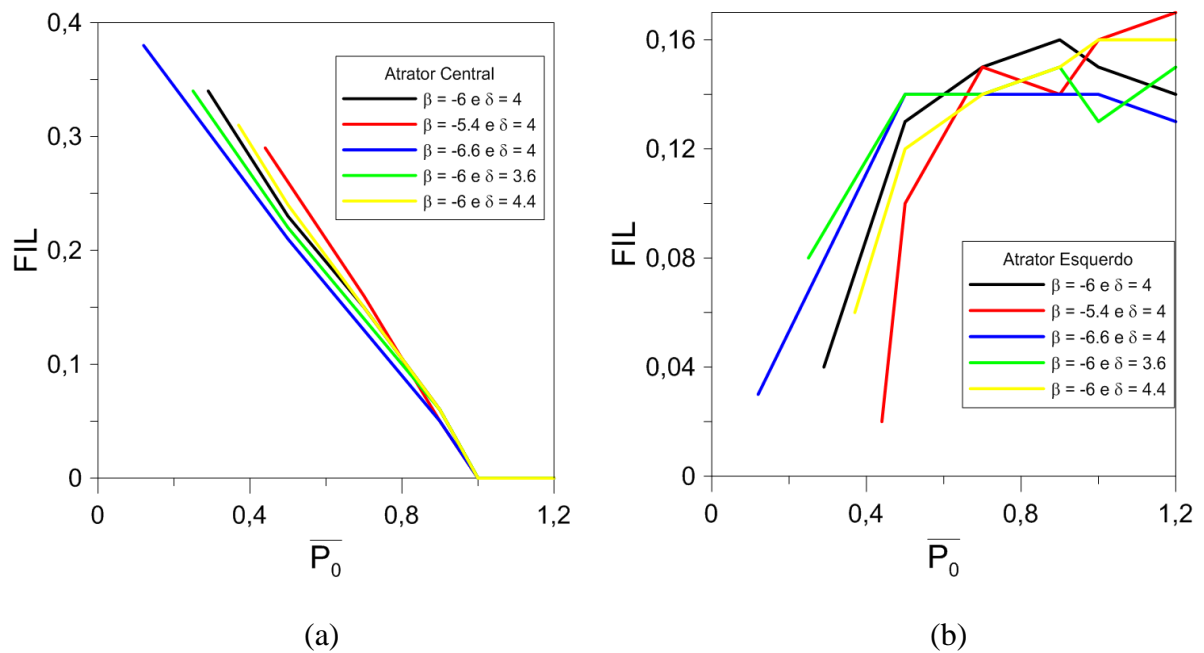 0,4
0,3
0,2
0,1
0
FIL
0
0,4
0,8
1,2
P₀
Atrator Central
β = -6 e δ = 4
β = -5.4 e δ = 4
β = -6.6 e δ = 4
β = -6 e δ = 3.6
β = -6 e δ = 4.4
(a)
0,16
0,12
0,08
0,04
0
FIL
0
0,4
0,8
1,2
P₀
Atrator Esquerdo
β = -6 e δ = 4
β = -5.4 e δ = 4
β = -6.6 e δ = 4
β = -6 e δ = 3.6
β = -6 e δ = 4.4
(b)